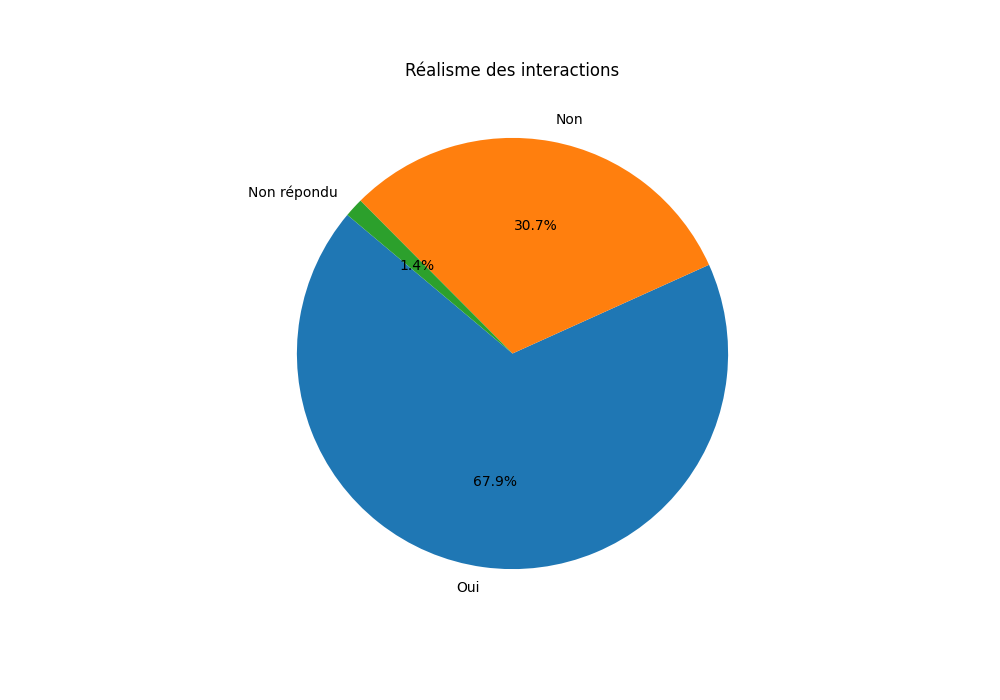 Réalisme des interactions
Non
Non répondu
30.7%
1.4%
67.9%
Oui